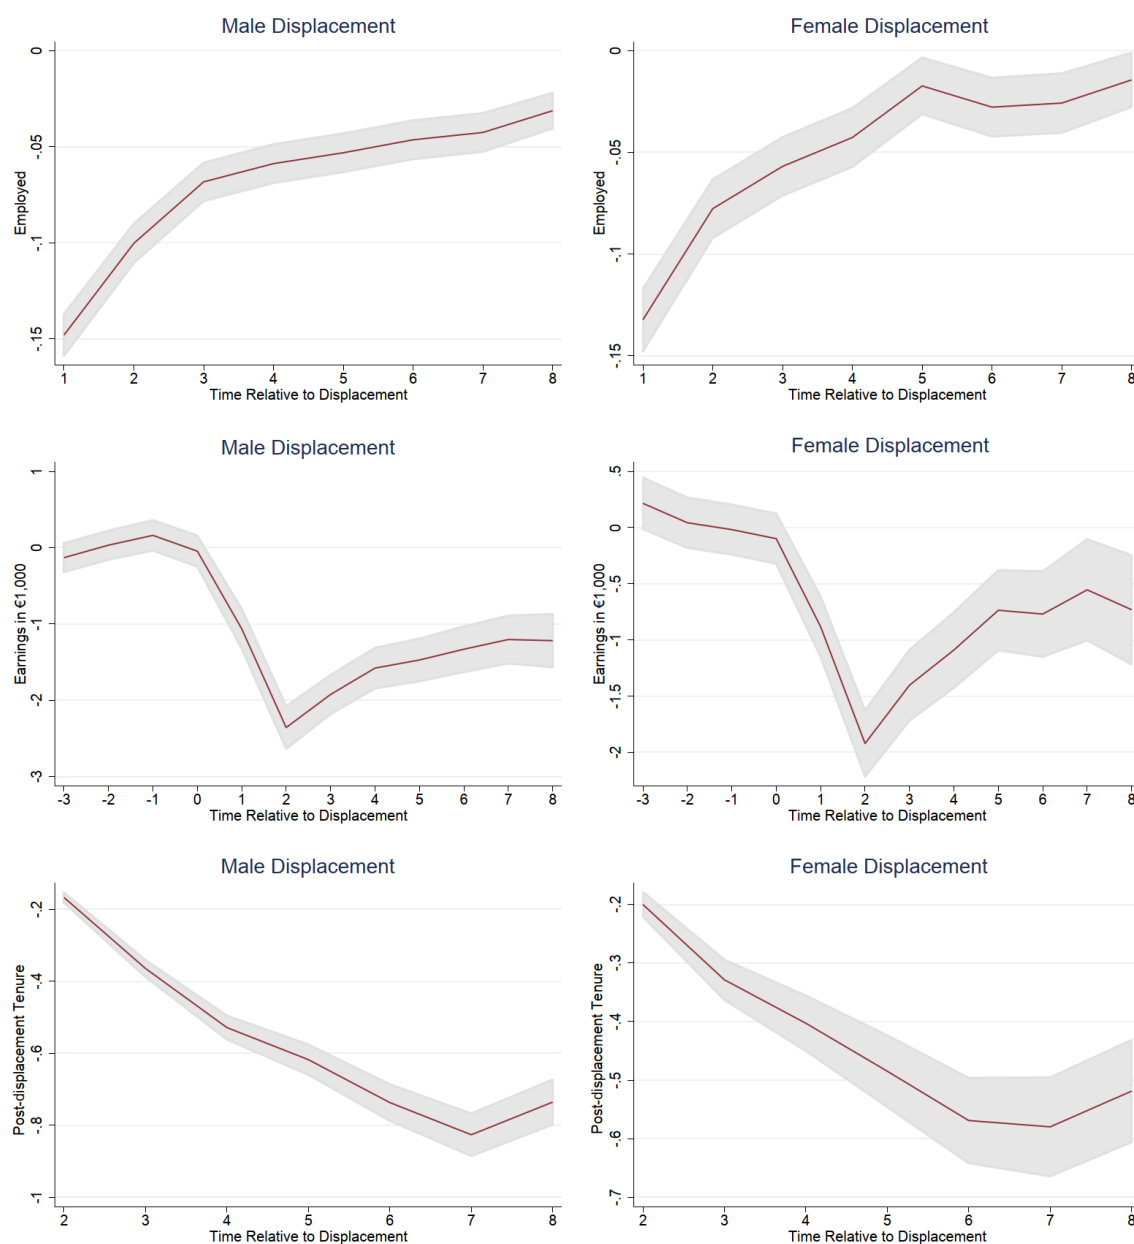 Male Displacement
Employed
0
-.05
-.1
-.15
1 2 3 4 5 6 7 8
Time Relative to Displacement
Female Displacement
Employed
0
-.05
-.1
-.15
1 2 3 4 5 6 7 8
Time Relative to Displacement
Male Displacement
Earnings in €1,000
1
0
-1
-2
-3
-3 -2 -1 0 1 2 3 4 5 6 7 8
Time Relative to Displacement
Female Displacement
Earnings in €1,000
.5
0
-.5
-1
-1.5
-2
-3 -2 -1 0 1 2 3 4 5 6 7 8
Time Relative to Displacement
Male Displacement
Post-displacement Tenure
-.2
-.4
-.6
-.8
-1
2 3 4 5 6 7 8
Time Relative to Displacement
Female Displacement
Post-displacement Tenure
-.2
-.3
-.4
-.5
-.6
-.7
2 3 4 5 6 7 8
Time Relative to Displacement